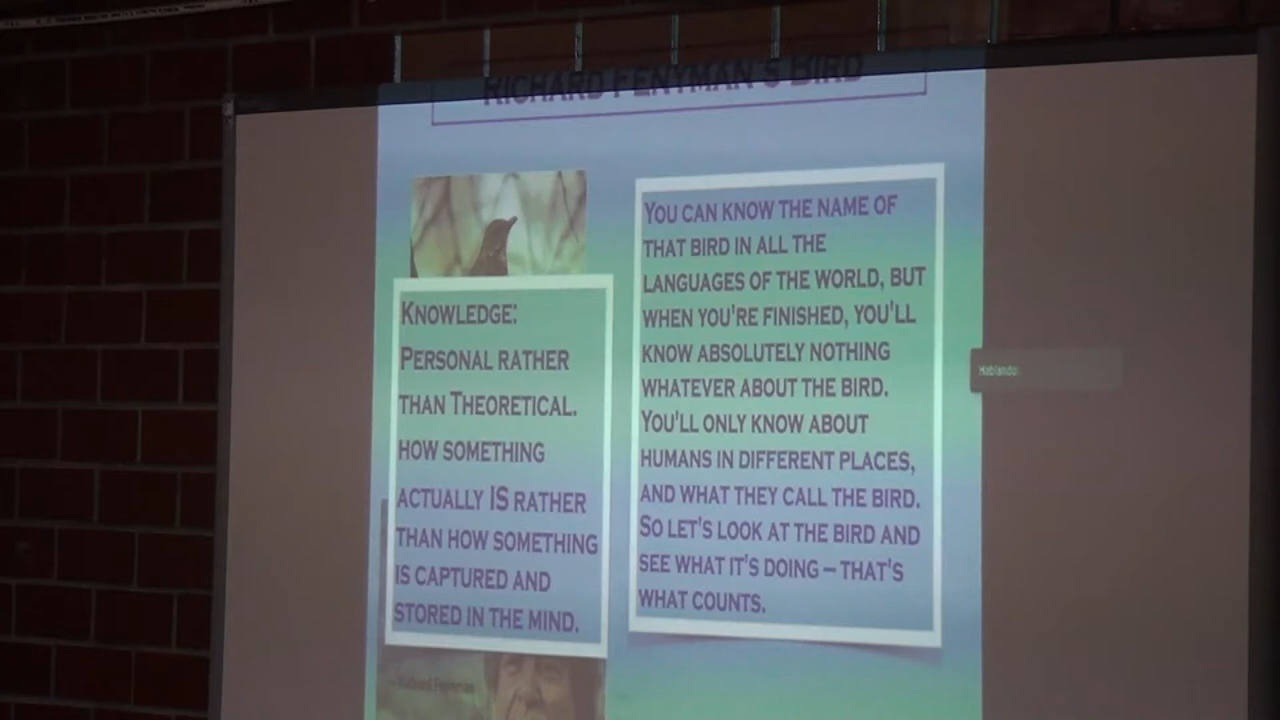 RICHARD FENYMAN'S BIRD
KNOWLEDGE:
PERSONAL RATHER
THAN THEORETICAL.
HOW SOMETHING
ACTUALLY IS RATHER
THAN HOW SOMETHING
IS CAPTURED AND
STORED IN THE MIND.
YOU CAN KNOW THE NAME OF
THAT BIRD IN ALL THE
LANGUAGES OF THE WORLD, BUT
WHEN YOU'RE FINISHED, YOU'LL
KNOW ABSOLUTELY NOTHING
WHATEVER ABOUT THE BIRD.
YOU'LL ONLY KNOW ABOUT
HUMANS IN DIFFERENT PLACES,
AND WHAT THEY CALL THE BIRD.
SO LET'S LOOK AT THE BIRD AND
SEE WHAT IT'S DOING – THAT'S
WHAT COUNTS.
Hablando:
Richard Feynman